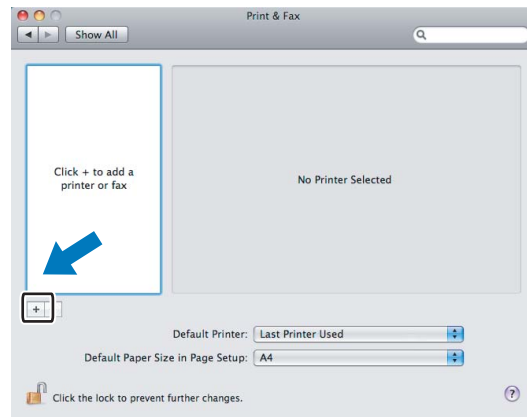 Print & Fax
Show All
Click + to add a
printer or fax
No Printer Selected
+
Default Printer: Last Printer Used
Default Paper Size in Page Setup: A4
Click the lock to prevent further changes.
?